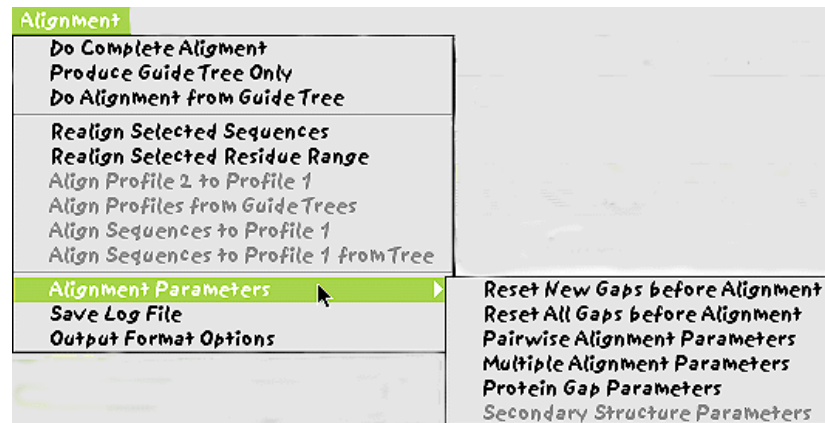 Alignment
Do Complete Aligment
Produce Guide Tree Only
Do Alignment from Guide Tree
Realign Selected Sequences
Realign Selected Residue Range
Align Profile 2 to Profile 1
Align Profiles from Guide Trees
Align Sequences to Profile 1
Align Sequences to Profile 1 from Tree
Alignment Parameters
Save Log File
Output Format Options
Reset New Gaps before Alignment
Reset All Gaps before Alignment
Pairwise Alignment Parameters
Multiple Alignment Parameters
Protein Gap Parameters
Secondary Structure Parameters